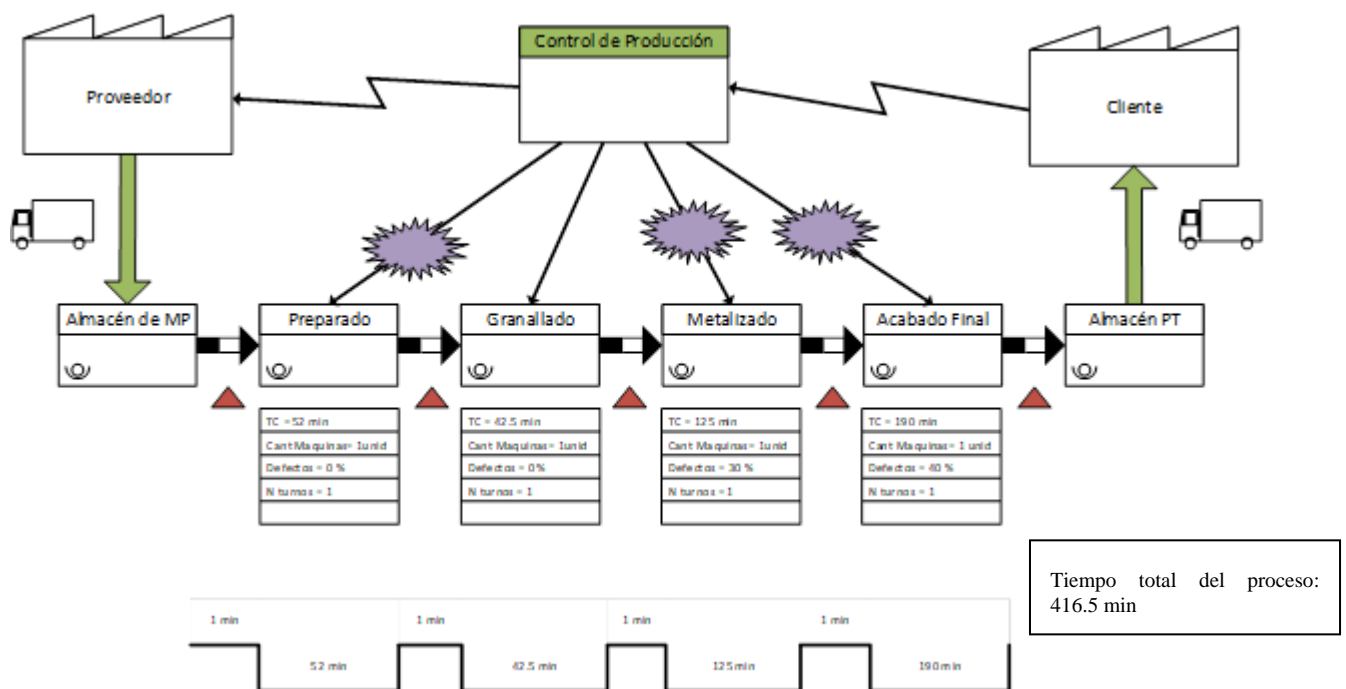 Control de Producción
Proveedor
Cliente
Almacén de MP
Preparado
Granallado
Metalizado
Acabado Final
Almacén PT
TC =52 min
Cant Maquinas= 1unid
Defectos = 0 %
N turnos = 1
TC = 42.5 min
Cant Maquinas= 1unid
Defectos = 0%
N turnos = 1
TC = 125 min
Cant Maquinas= 1unid
Defectos = 30 %
N turnos = 1
TC = 190 min
Cant Maquinas= 1 unid
Defectos = 40%
N turnos = 1
Tiempo total del proceso:
416.5 min
1 min
1 min
1 min
1 min
52 min
42.5 min
125 min
190 min